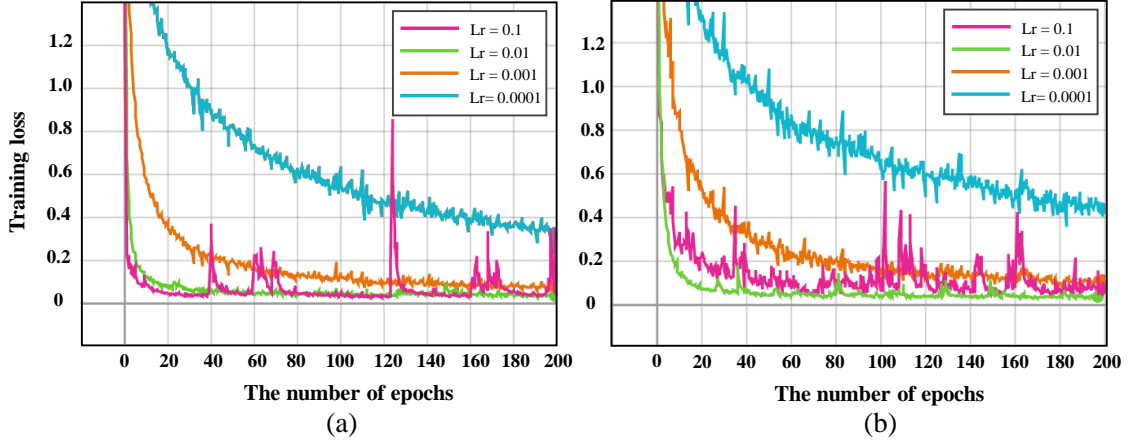 Training loss
1.2
1.0
0.8
0.6
0.4
0.2
0
Lr = 0.1
Lr = 0.01
Lr = 0.001
Lr= 0.0001
0 20 40 60 80 100 120 140 160 180 200
The number of epochs
(a)
1.2
1.0
0.8
0.6
0.4
0.2
0
Lr = 0.1
Lr = 0.01
Lr = 0.001
Lr= 0.0001
0 20 40 60 80 100 120 140 160 180 200
The number of epochs
(b)